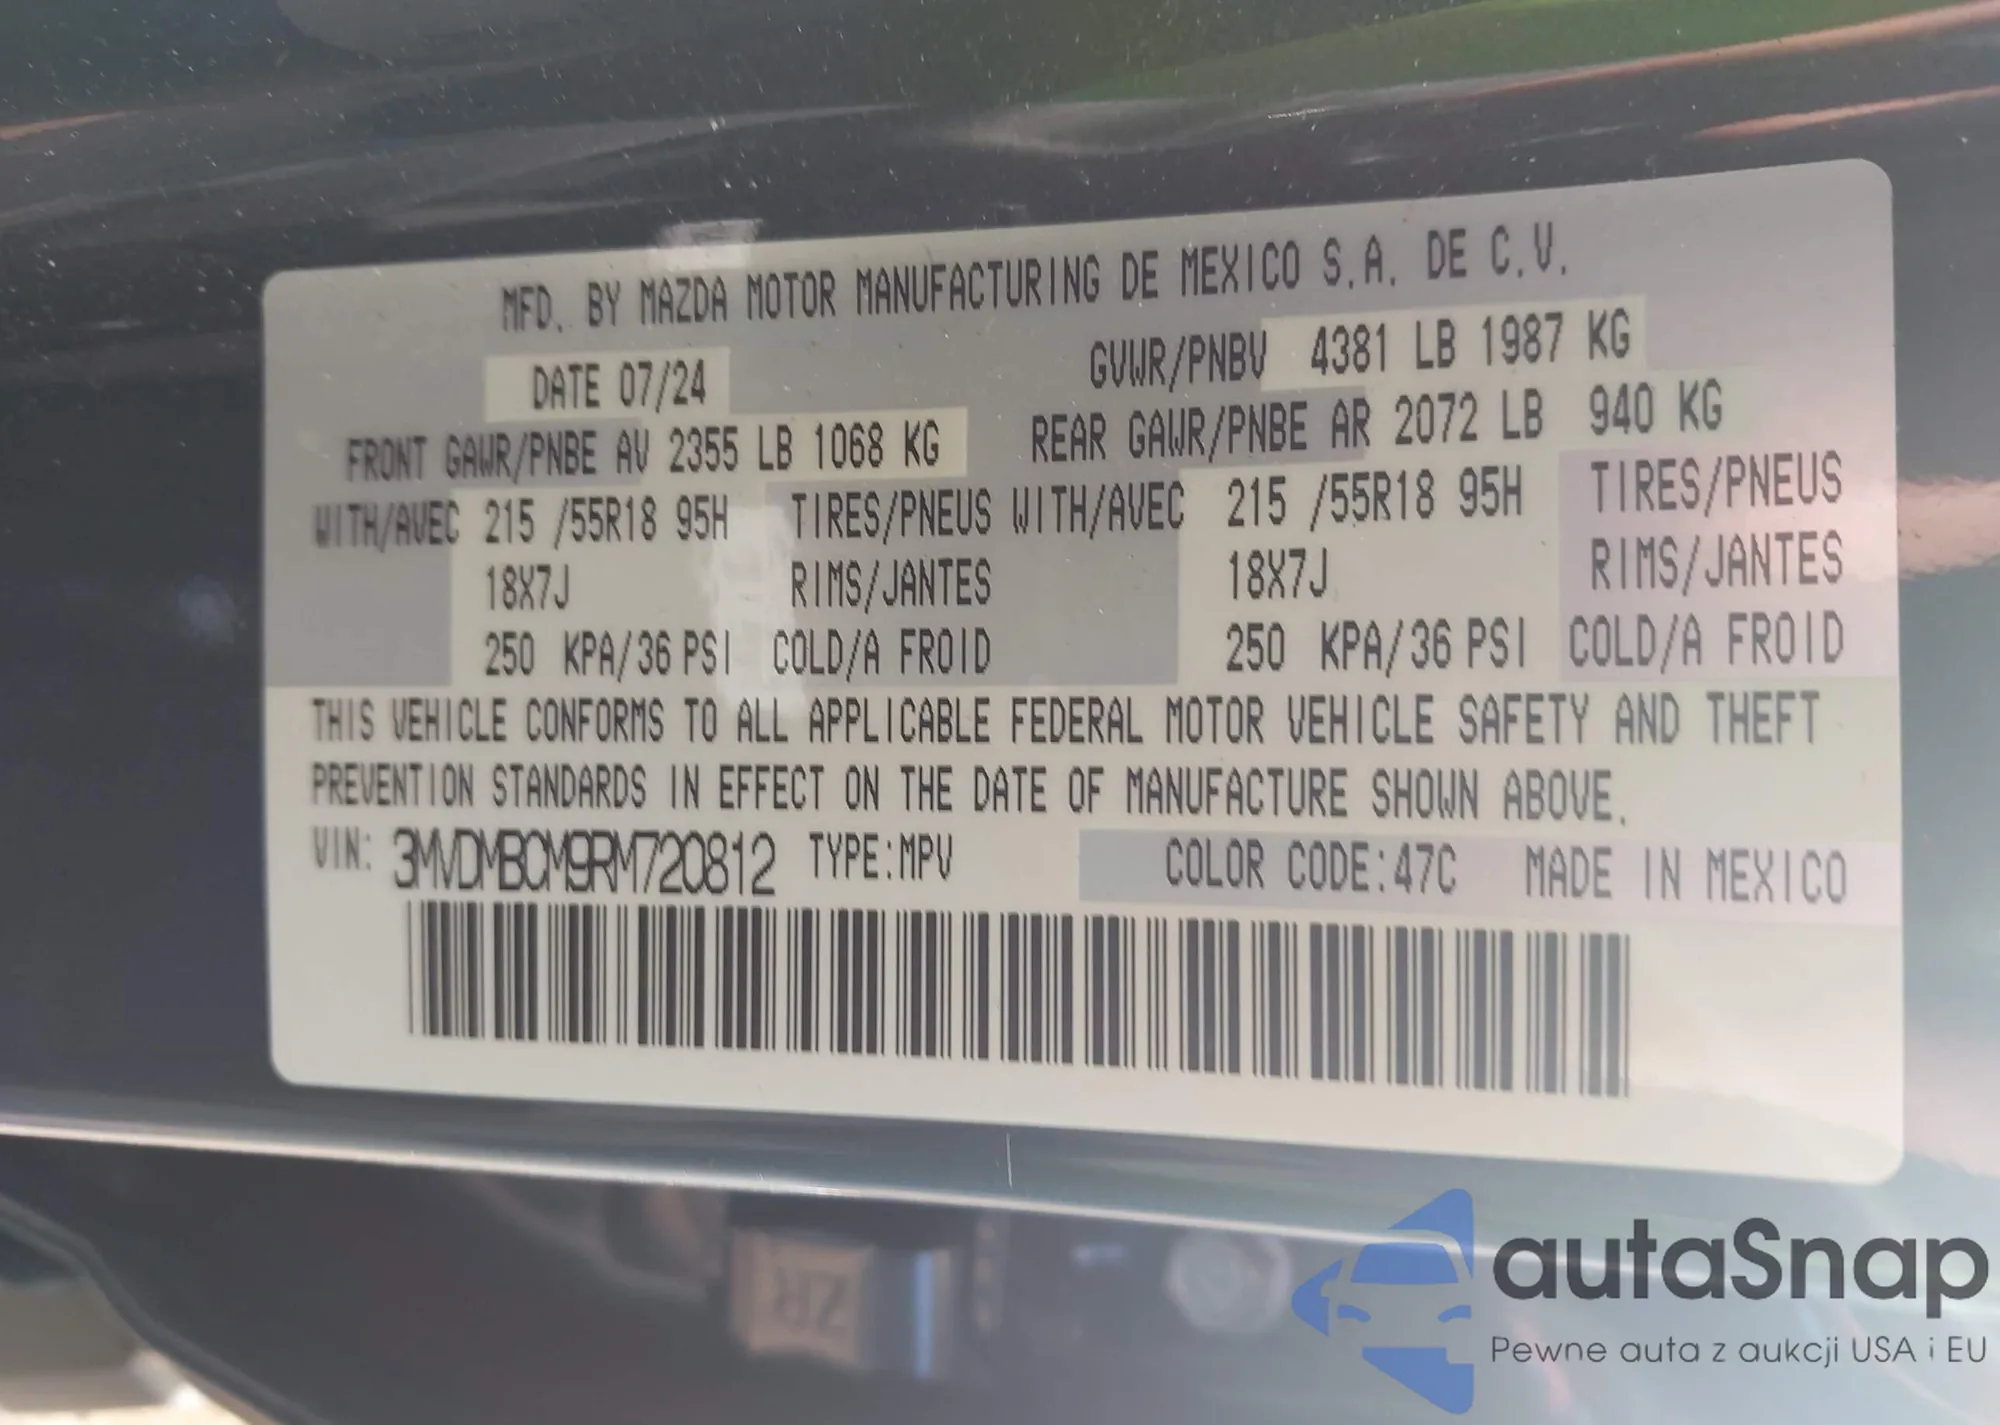 MFD. BY MAZDA MOTOR MANUFACTURING DE MEXICO S.A. DE C.V.
DATE 07/24 GVWR/PNBV 4381 LB 1987 KG
FRONT GAWR/PNBE AV 2355 LB 1068 KG REAR GAWR/PNBE AR 2072 LB 940 KG
WITH/AVEC 215 /55R18 95H TIRES/PNEUS WITH/AVEC 215 /55R18 95H TIRES/PNEUS
18X7J RIMS/JANTES 18X7J RIMS/JANTES
250 KPA/36 PSI COLD/A FROID 250 KPA/36 PSI COLD/A FROID
THIS VEHICLE CONFORMS TO ALL APPLICABLE FEDERAL MOTOR VEHICLE SAFETY AND THEFT
PREVENTION STANDARDS IN EFFECT ON THE DATE OF MANUFACTURE SHOWN ABOVE.
VIN: 3MVDMBCM9RM720812 TYPE:MPV COLOR CODE:47C MADE IN MEXICO
autaSnap
Pewne auta z aukcji USA i EU